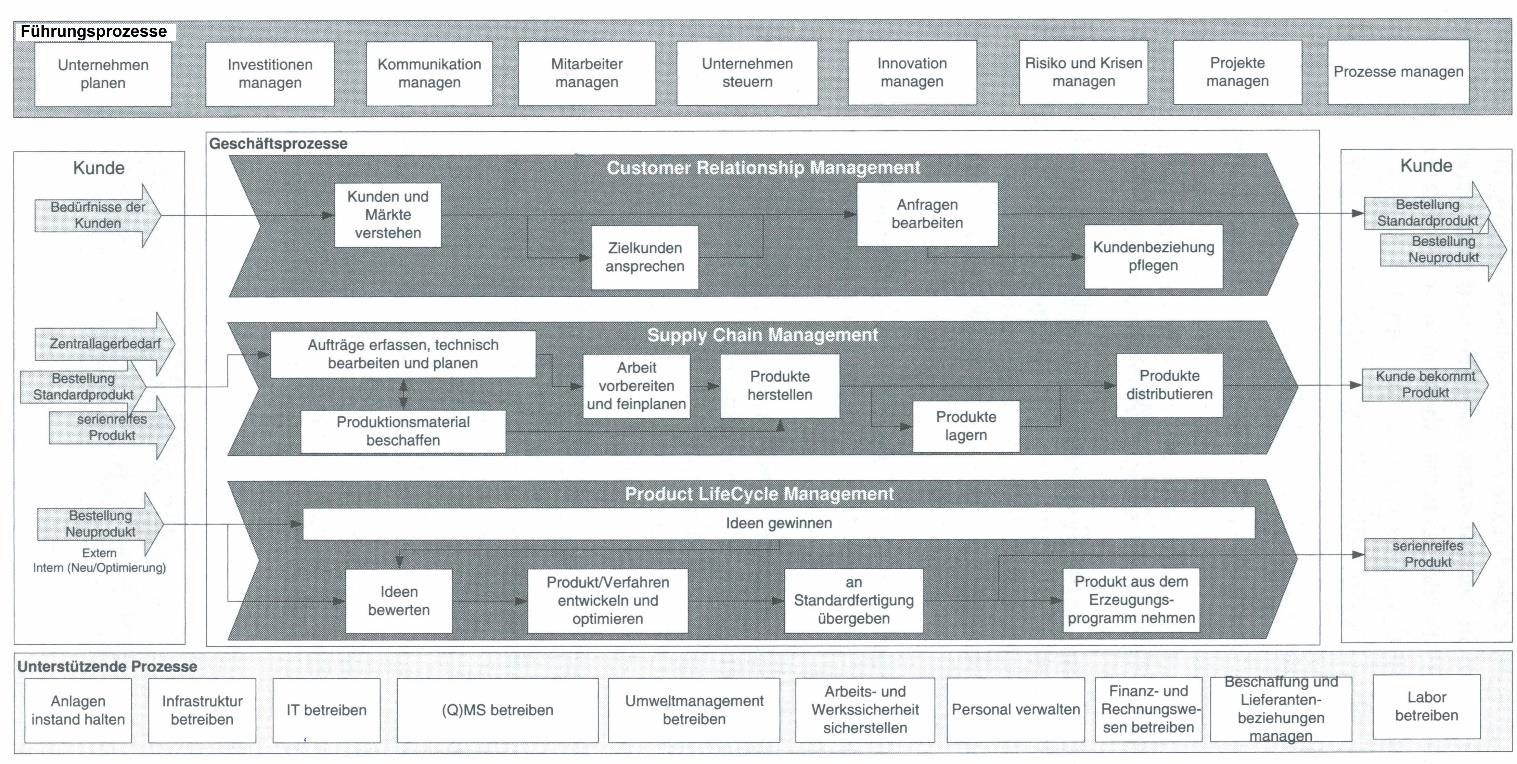 Führungsprozesse
Unternehmen
planen
Investitionen
managen
Kommunikation
managen
Mitarbeiter
managen
Unternehmen
steuern
Innovation
managen
Risiko und Krisen
managen
Projekte
managen
Prozesse managen
Geschäftsprozesse
Kunde
Bedürfnisse der
Kunden
Customer Relationship Management
Kunden und
Märkte
verstehen
Zielkunden
ansprechen
Anfragen
bearbeiten
Kundenbeziehung
pflegen
Kunde
Bestellung
Standardprodukt
Bestellung
Neuprodukt
Zentrallagerbedarf
Bestellung
Standardprodukt
serienreifes
Produkt
Supply Chain Management
Aufträge erfassen, technisch
bearbeiten und planen
Produktionsmaterial
beschaffen
Arbeit
vorbereiten
und feinplanen
Produkte
herstellen
Produkte
lagern
Produkte
distributieren
Kunde bekommt
Produkt
Bestellung
Neuprodukt
Extern
Intern (Neu/Optimierung)
Product LifeCycle Management
Ideen gewinnen
Ideen
bewerten
Produkt/Verfahren
entwickeln und
optimieren
an
Standardfertigung
übergeben
Produkt aus dem
Erzeugungs-
programm nehmen
serienreifes
Produkt
Unterstützende Prozesse
Anlagen
instand halten
Infrastruktur
betreiben
IT betreiben
(Q)MS betreiben
Umweltmanagement
betreiben
Arbeits- und
Werkssicherheit
sicherstellen
Personal verwalten
Finanz- und
Rechnungswe-
sen betreiben
Beschaffung und
Lieferanten-
beziehungen
managen
Labor
betreiben